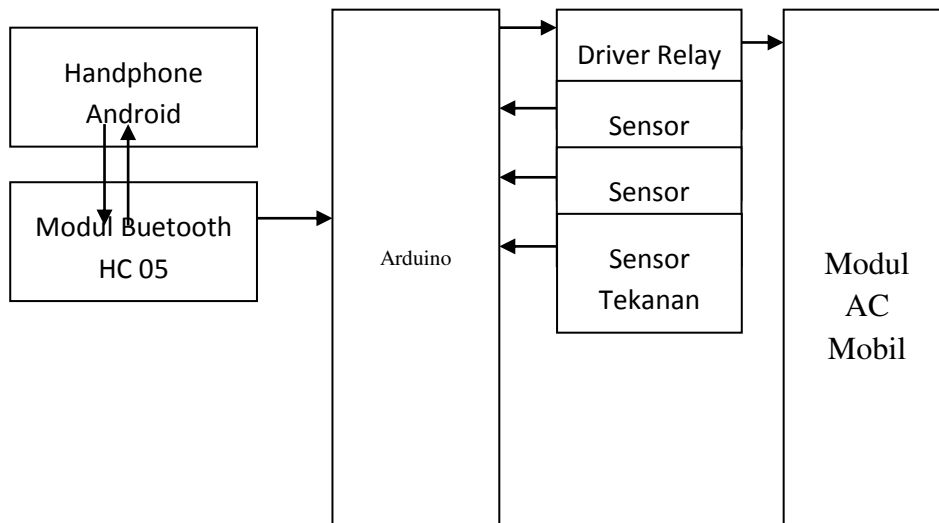 Handphone
Android
Modul Buetooth
HC 05
Arduino
Driver Relay
Sensor
Sensor
Sensor
Tekanan
Modul
AC
Mobil